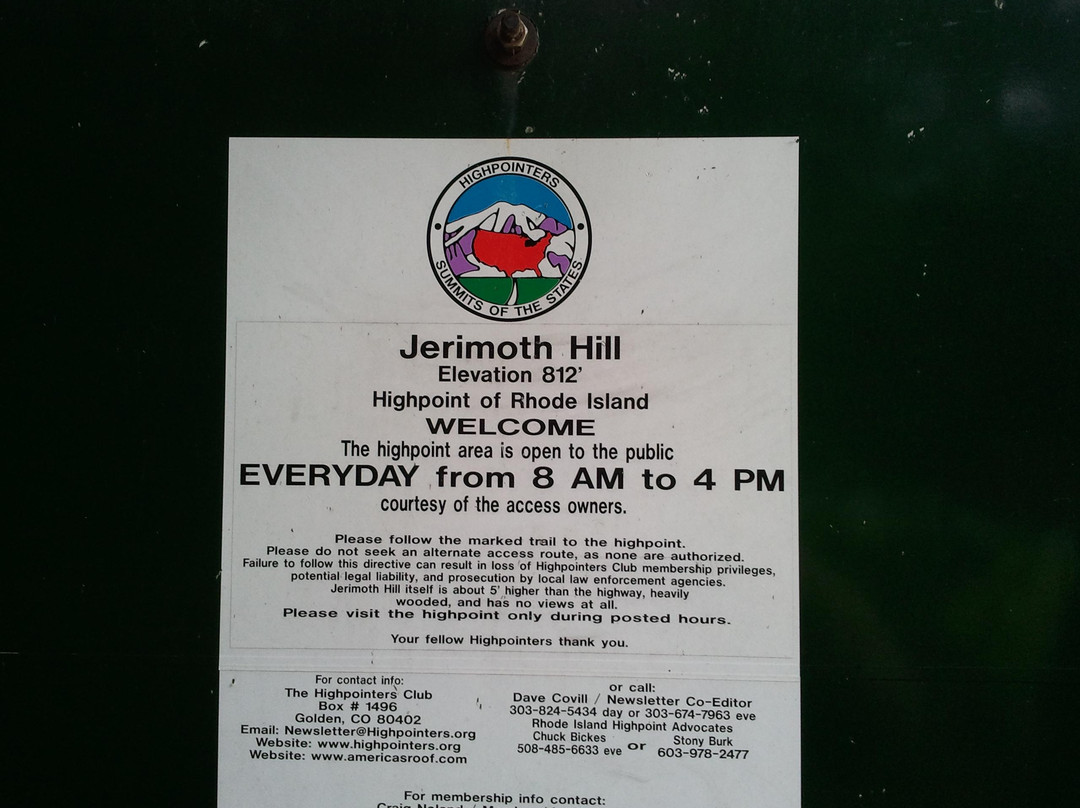 HIGHPOINTERS
SUMMITS OF THE STATES
Jerimoth Hill
Elevation 812'
Highpoint of Rhode Island
WELCOME
The highpoint area is open to the public
EVERYDAY from 8 AM to 4 PM
courtesy of the access owners.
Please follow the marked trail to the highpoint.
Please do not seek an alternate access route, as none are authorized.
Failure to follow this directive can result in loss of Highpointers Club membership privileges,
potential legal liability, and prosecution by local law enforcement agencies.
Jerimoth Hill itself is about 5' higher than the highway, heavily
wooded, and has no views at all.
Please visit the highpoint only during posted hours.
Your fellow Highpointers thank you.
For contact info:
The Highpointers Club
Box # 1496
Golden, CO 80402
Email: Newsletter@Highpointers.org
Website: www.highpointers.org
Website: www.americasroof.com
or call:
Dave Covill / Newsletter Co-Editor
303-824-5434 day or 303-674-7963 eve
Rhode Island Highpoint Advocates
Chuck Bickes
508-485-6633 eve
or
Stony Burk
603-978-2477
For membership info contact: